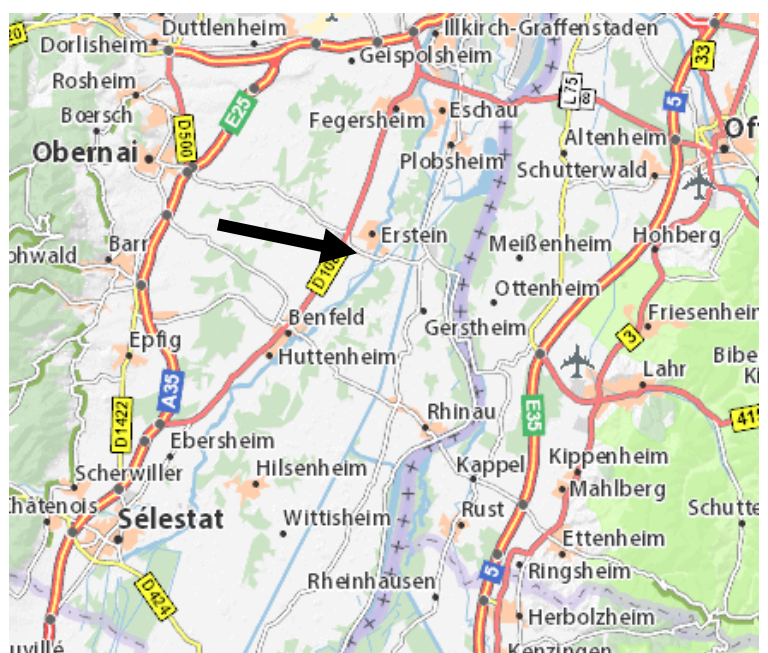 Duttlenheim
Illkirch-Graffenstaden
Dorlisheim
Geispolsheim
33
Rosheim
E25
L75
5
Bœrsch
D500
Fegersheim
Eschau
Altenheim
Obernai
Plobsheim
Schutterwald
Erstein
Barr
Meißenheim
Hohberg
Ottenheim
Benfeld
Gerstheim
Friesenheim
3
Epfig
Huttenheim
Lahr
A35
Rhinau
E35
D1422
Ebersheim
Kappel
Kippenheim
Scherwiller
Hilsenheim
Mahlberg
Sélestat
Wittisheim
Rust
Ettenheim
5
Ringsheim
D424
Rheinhausen
Herbolzheim
Kenzingen